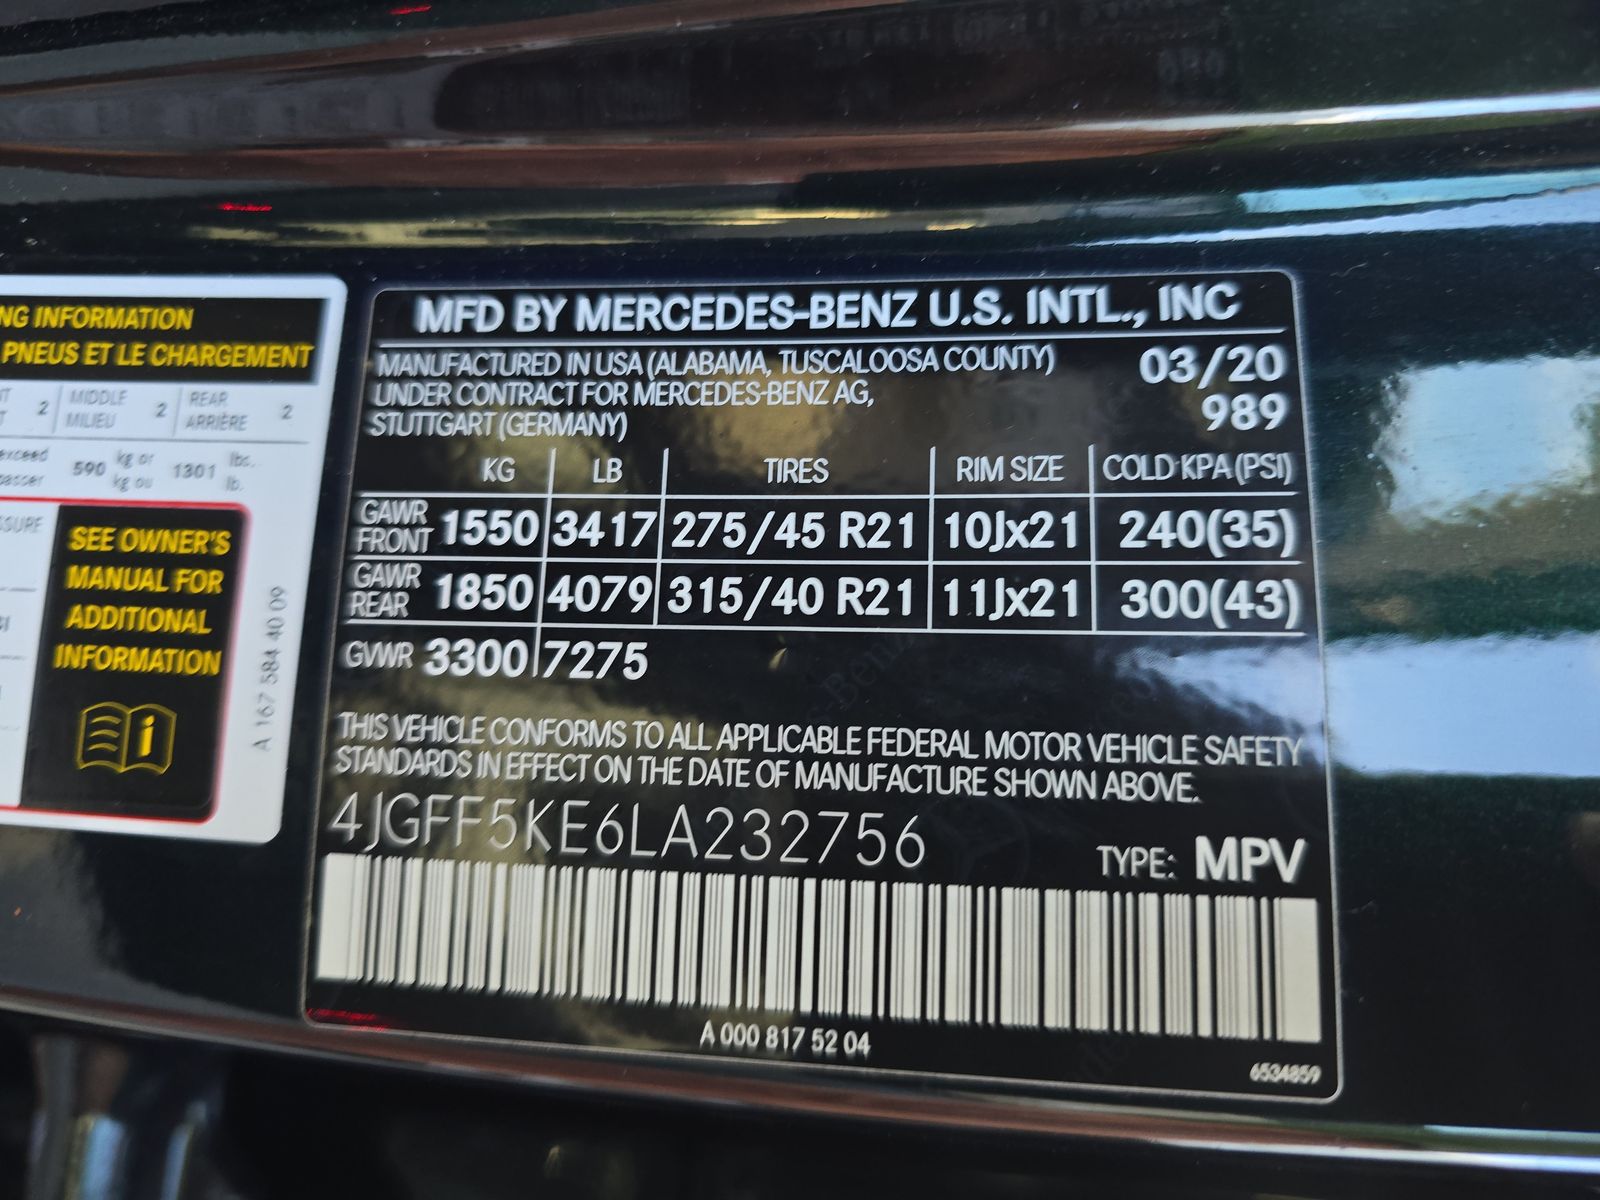 NG INFORMATION
PNEUS ET LE CHARGEMENT
2 MIDDLE MILIEU 2 REAR ARRIÈRE 2
exceed 590 kg or 1301 lbs.
passer kg ou lb.
SSURE
SEE OWNER'S
MANUAL FOR
ADDITIONAL
INFORMATION
A 167 584 40 09
MFD BY MERCEDES-BENZ U.S. INTL., INC
MANUFACTURED IN USA (ALABAMA, TUSCALOOSA COUNTY) 03/20
UNDER CONTRACT FOR MERCEDES-BENZ AG, 989
STUTTGART (GERMANY)
KG LB TIRES RIM SIZE COLD KPA (PSI)
GAWR FRONT 1550 3417 275/45 R21 10Jx21 240(35)
GAWR REAR 1850 4079 315/40 R21 11Jx21 300(43)
GVWR 3300 7275
THIS VEHICLE CONFORMS TO ALL APPLICABLE FEDERAL MOTOR VEHICLE SAFETY
STANDARDS IN EFFECT ON THE DATE OF MANUFACTURE SHOWN ABOVE.
4JGFF5KE6LA232756
TYPE: MPV
A 000 817 52 04
6534859